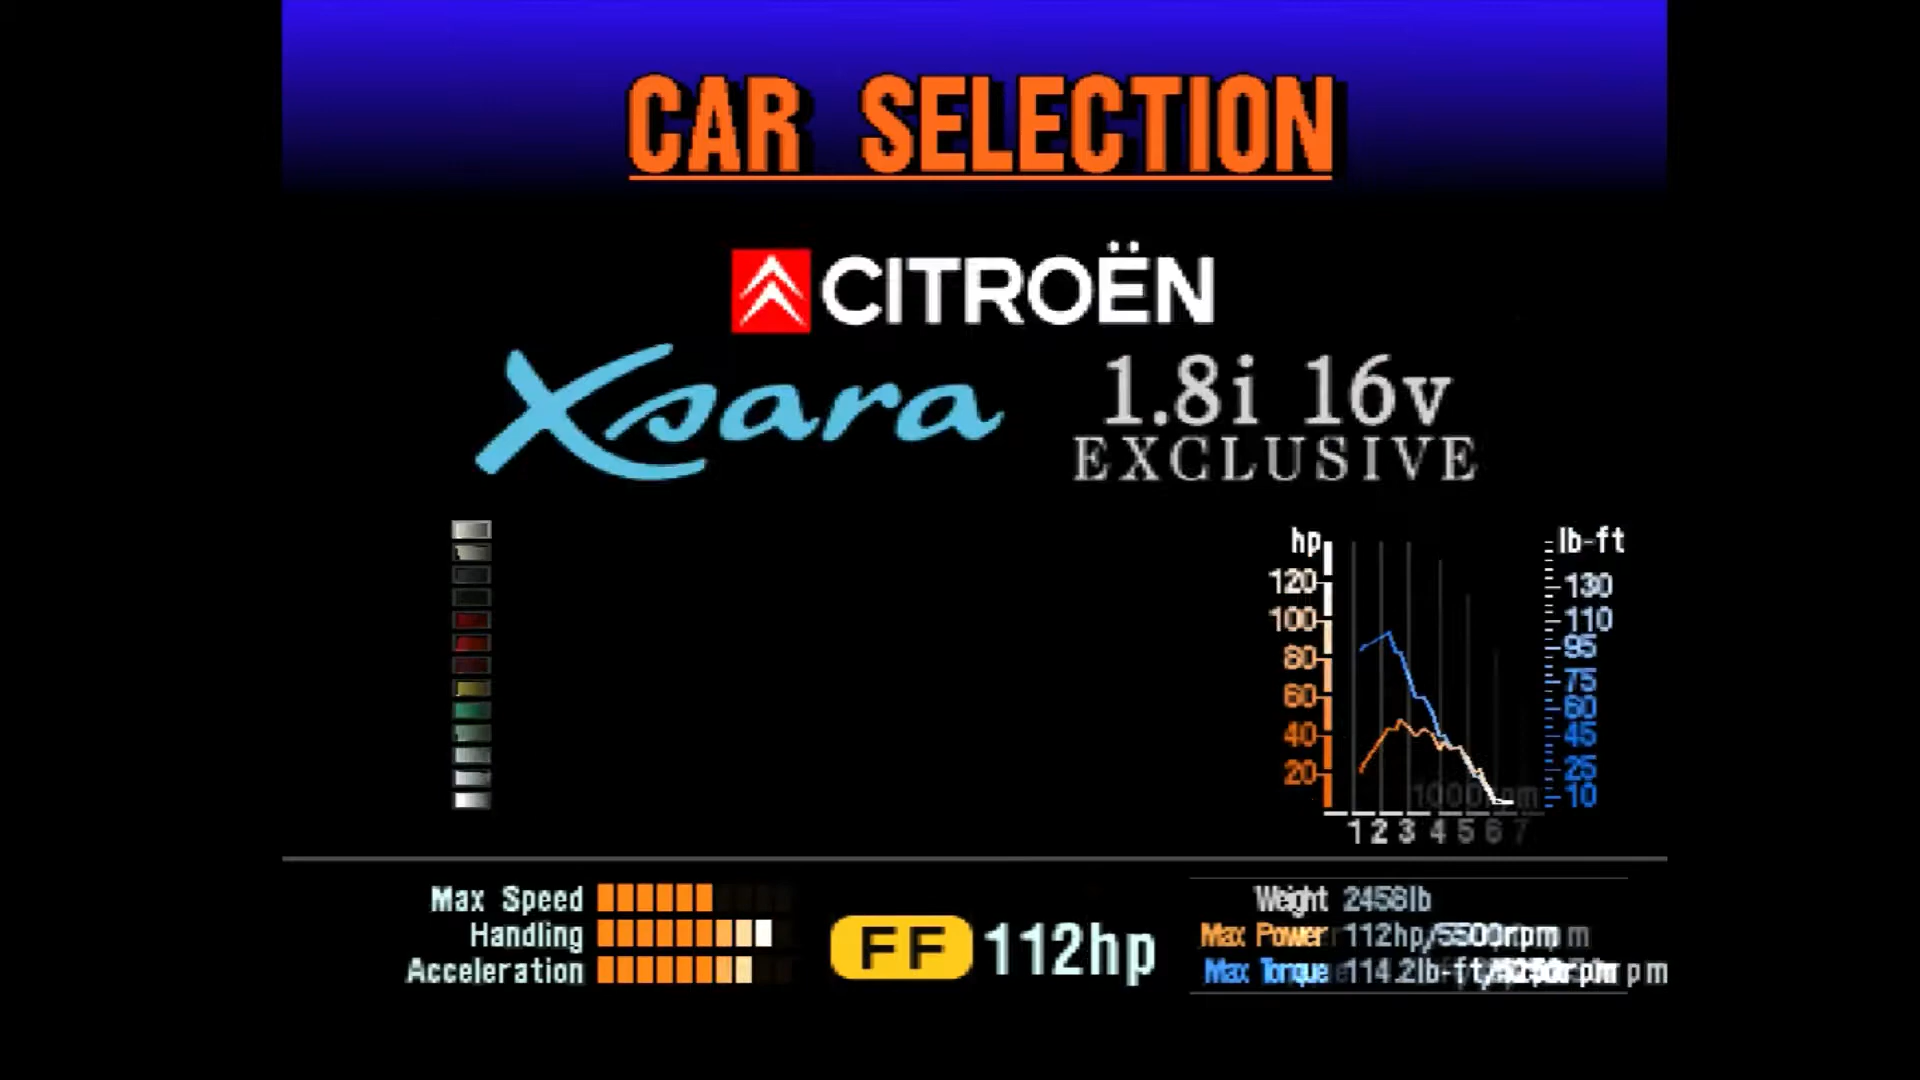 CAR SELECTION
CITROËN
Xsara 1.8i 16v
EXCLUSIVE
hp
120
100
80
60
40
20
lb-ft
130
110
95
75
60
45
25
10
1000rpm
1 2 3 4 5 6 7
Max Speed
Handling
Acceleration
FF 112hp
Weight 2458lb
Max Power 112hp/5500rpm
Max Torque 114.2lb-ft/